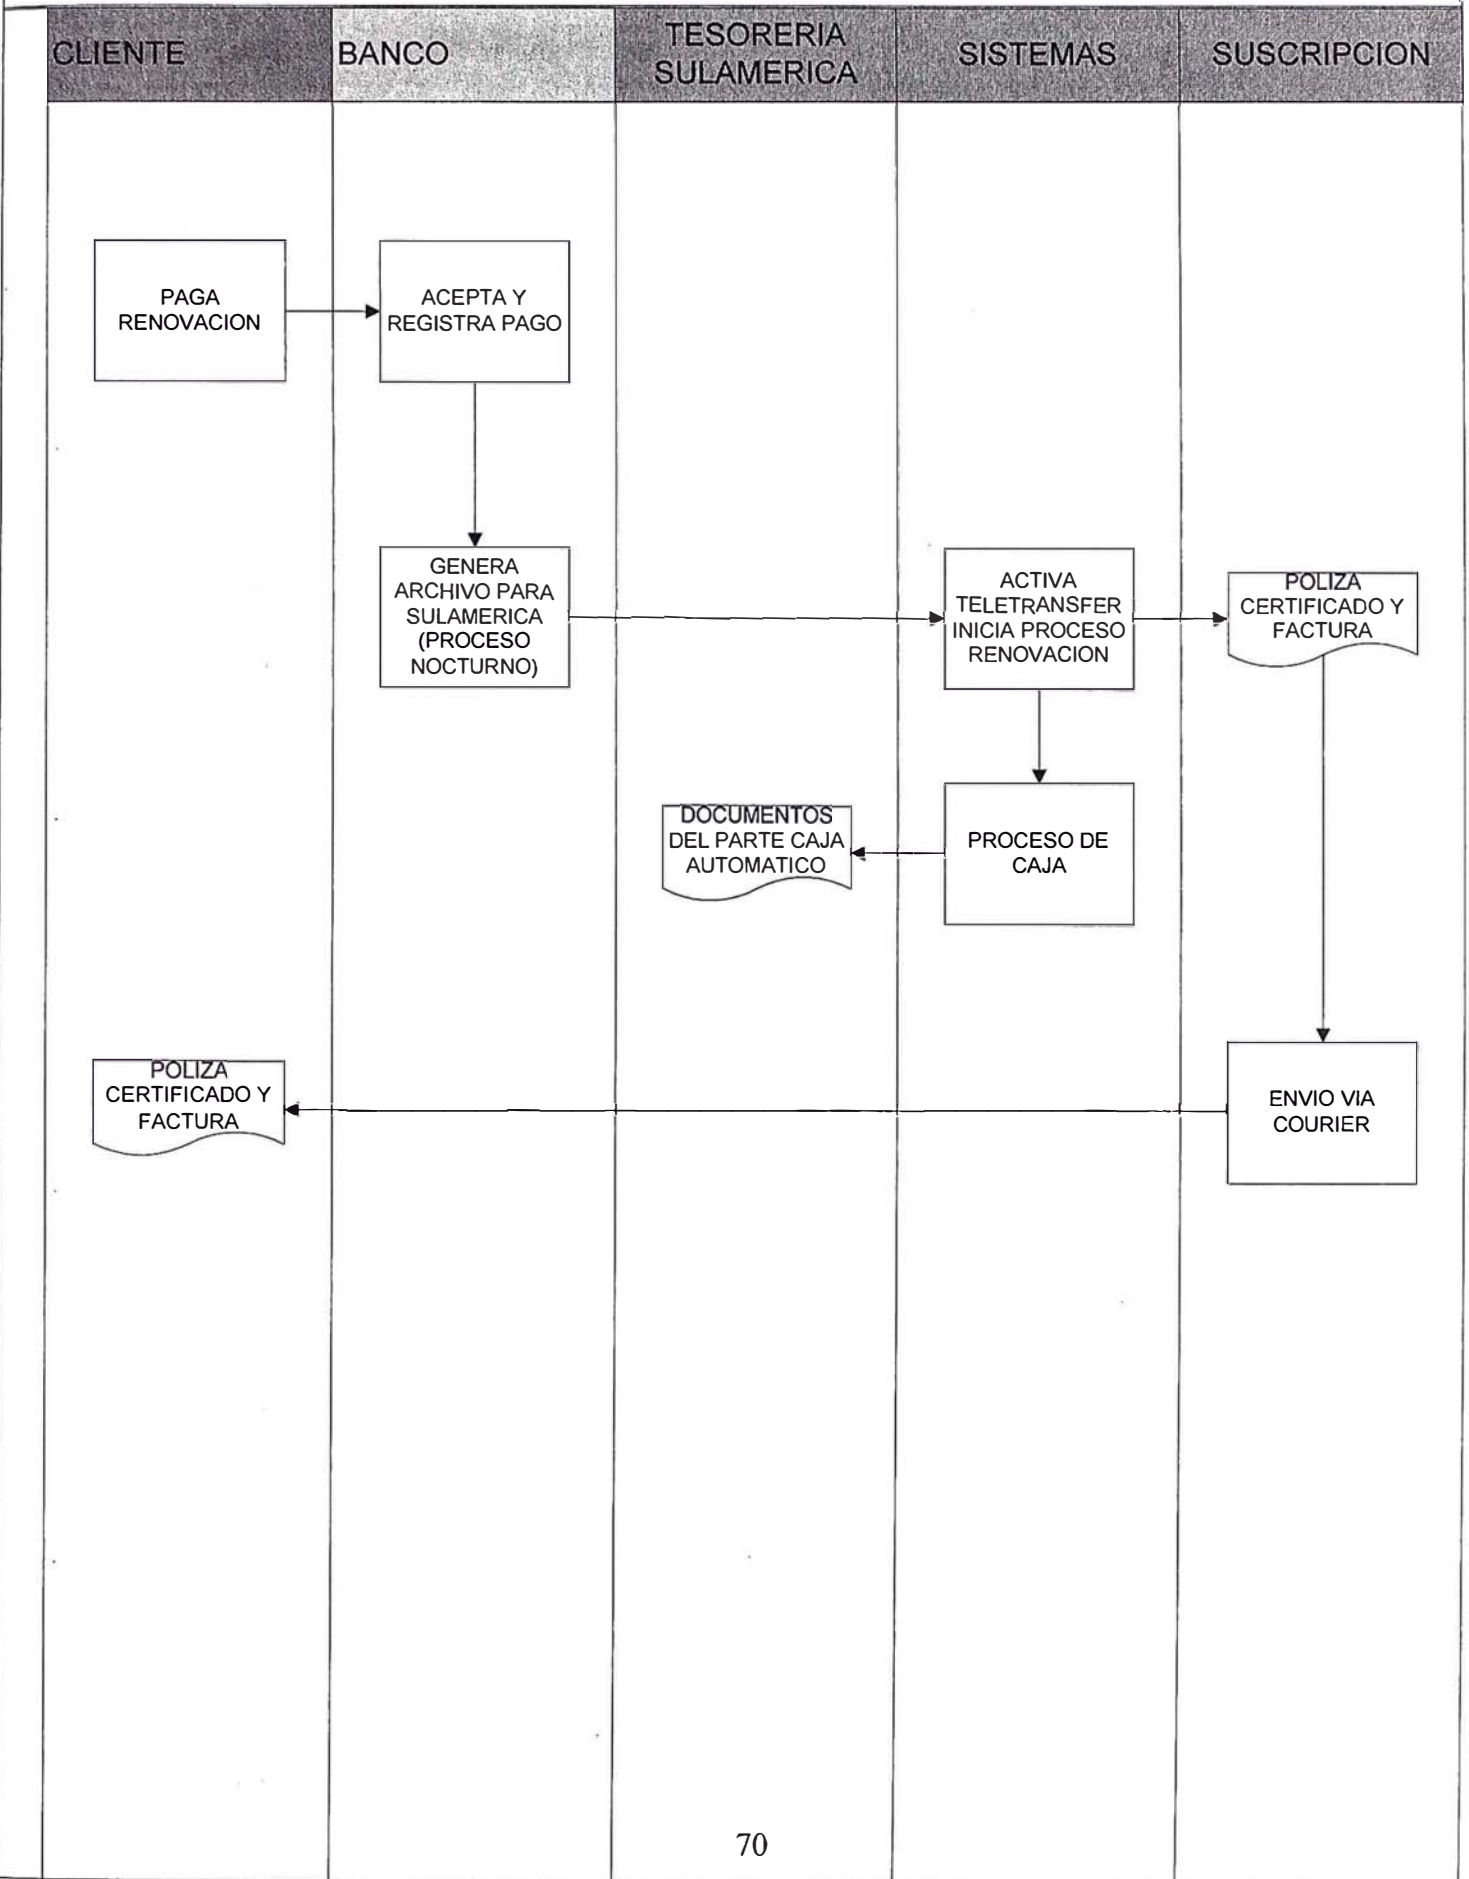 CLIENTE
BANCO
TESORERIA
SULAMERICA
SISTEMAS
SUSCRIPCION
PAGA
RENOVACION
ACEPTA Y
REGISTRA PAGO
GENERA
ARCHIVO PARA
SULAMERICA
(PROCESO
NOCTURNO)
ACTIVA
TELETRANSFER
INICIA PROCESO
RENOVACION
POLIZA
CERTIFICADO Y
FACTURA
DOCUMENTOS
DEL PARTE CAJA
AUTOMATICO
PROCESO DE
CAJA
POLIZA
CERTIFICADO Y
FACTURA
ENVIO VIA
COURIER
70